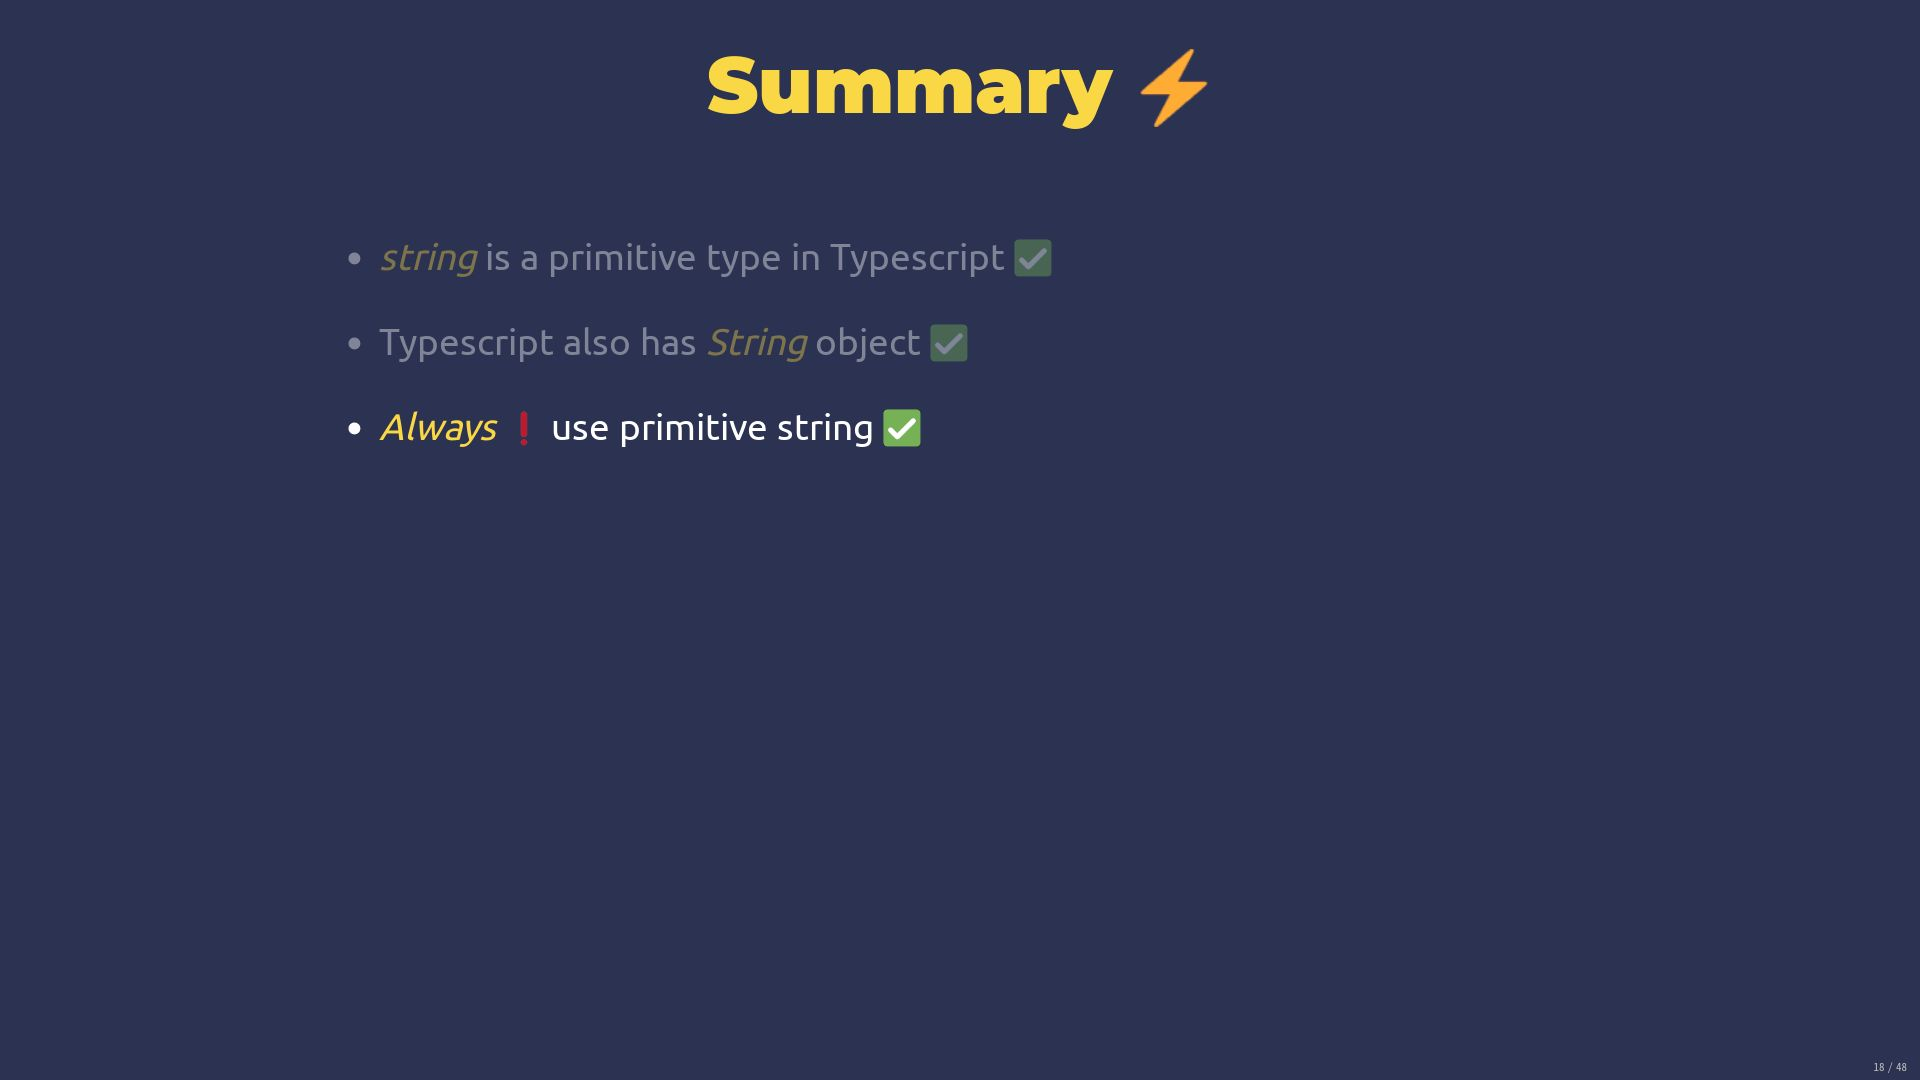 Summary ⚡
• string is a primitive type in Typescript ✅
• Typescript also has String object ✅
• Always ❗ use primitive string ✅
18 / 48